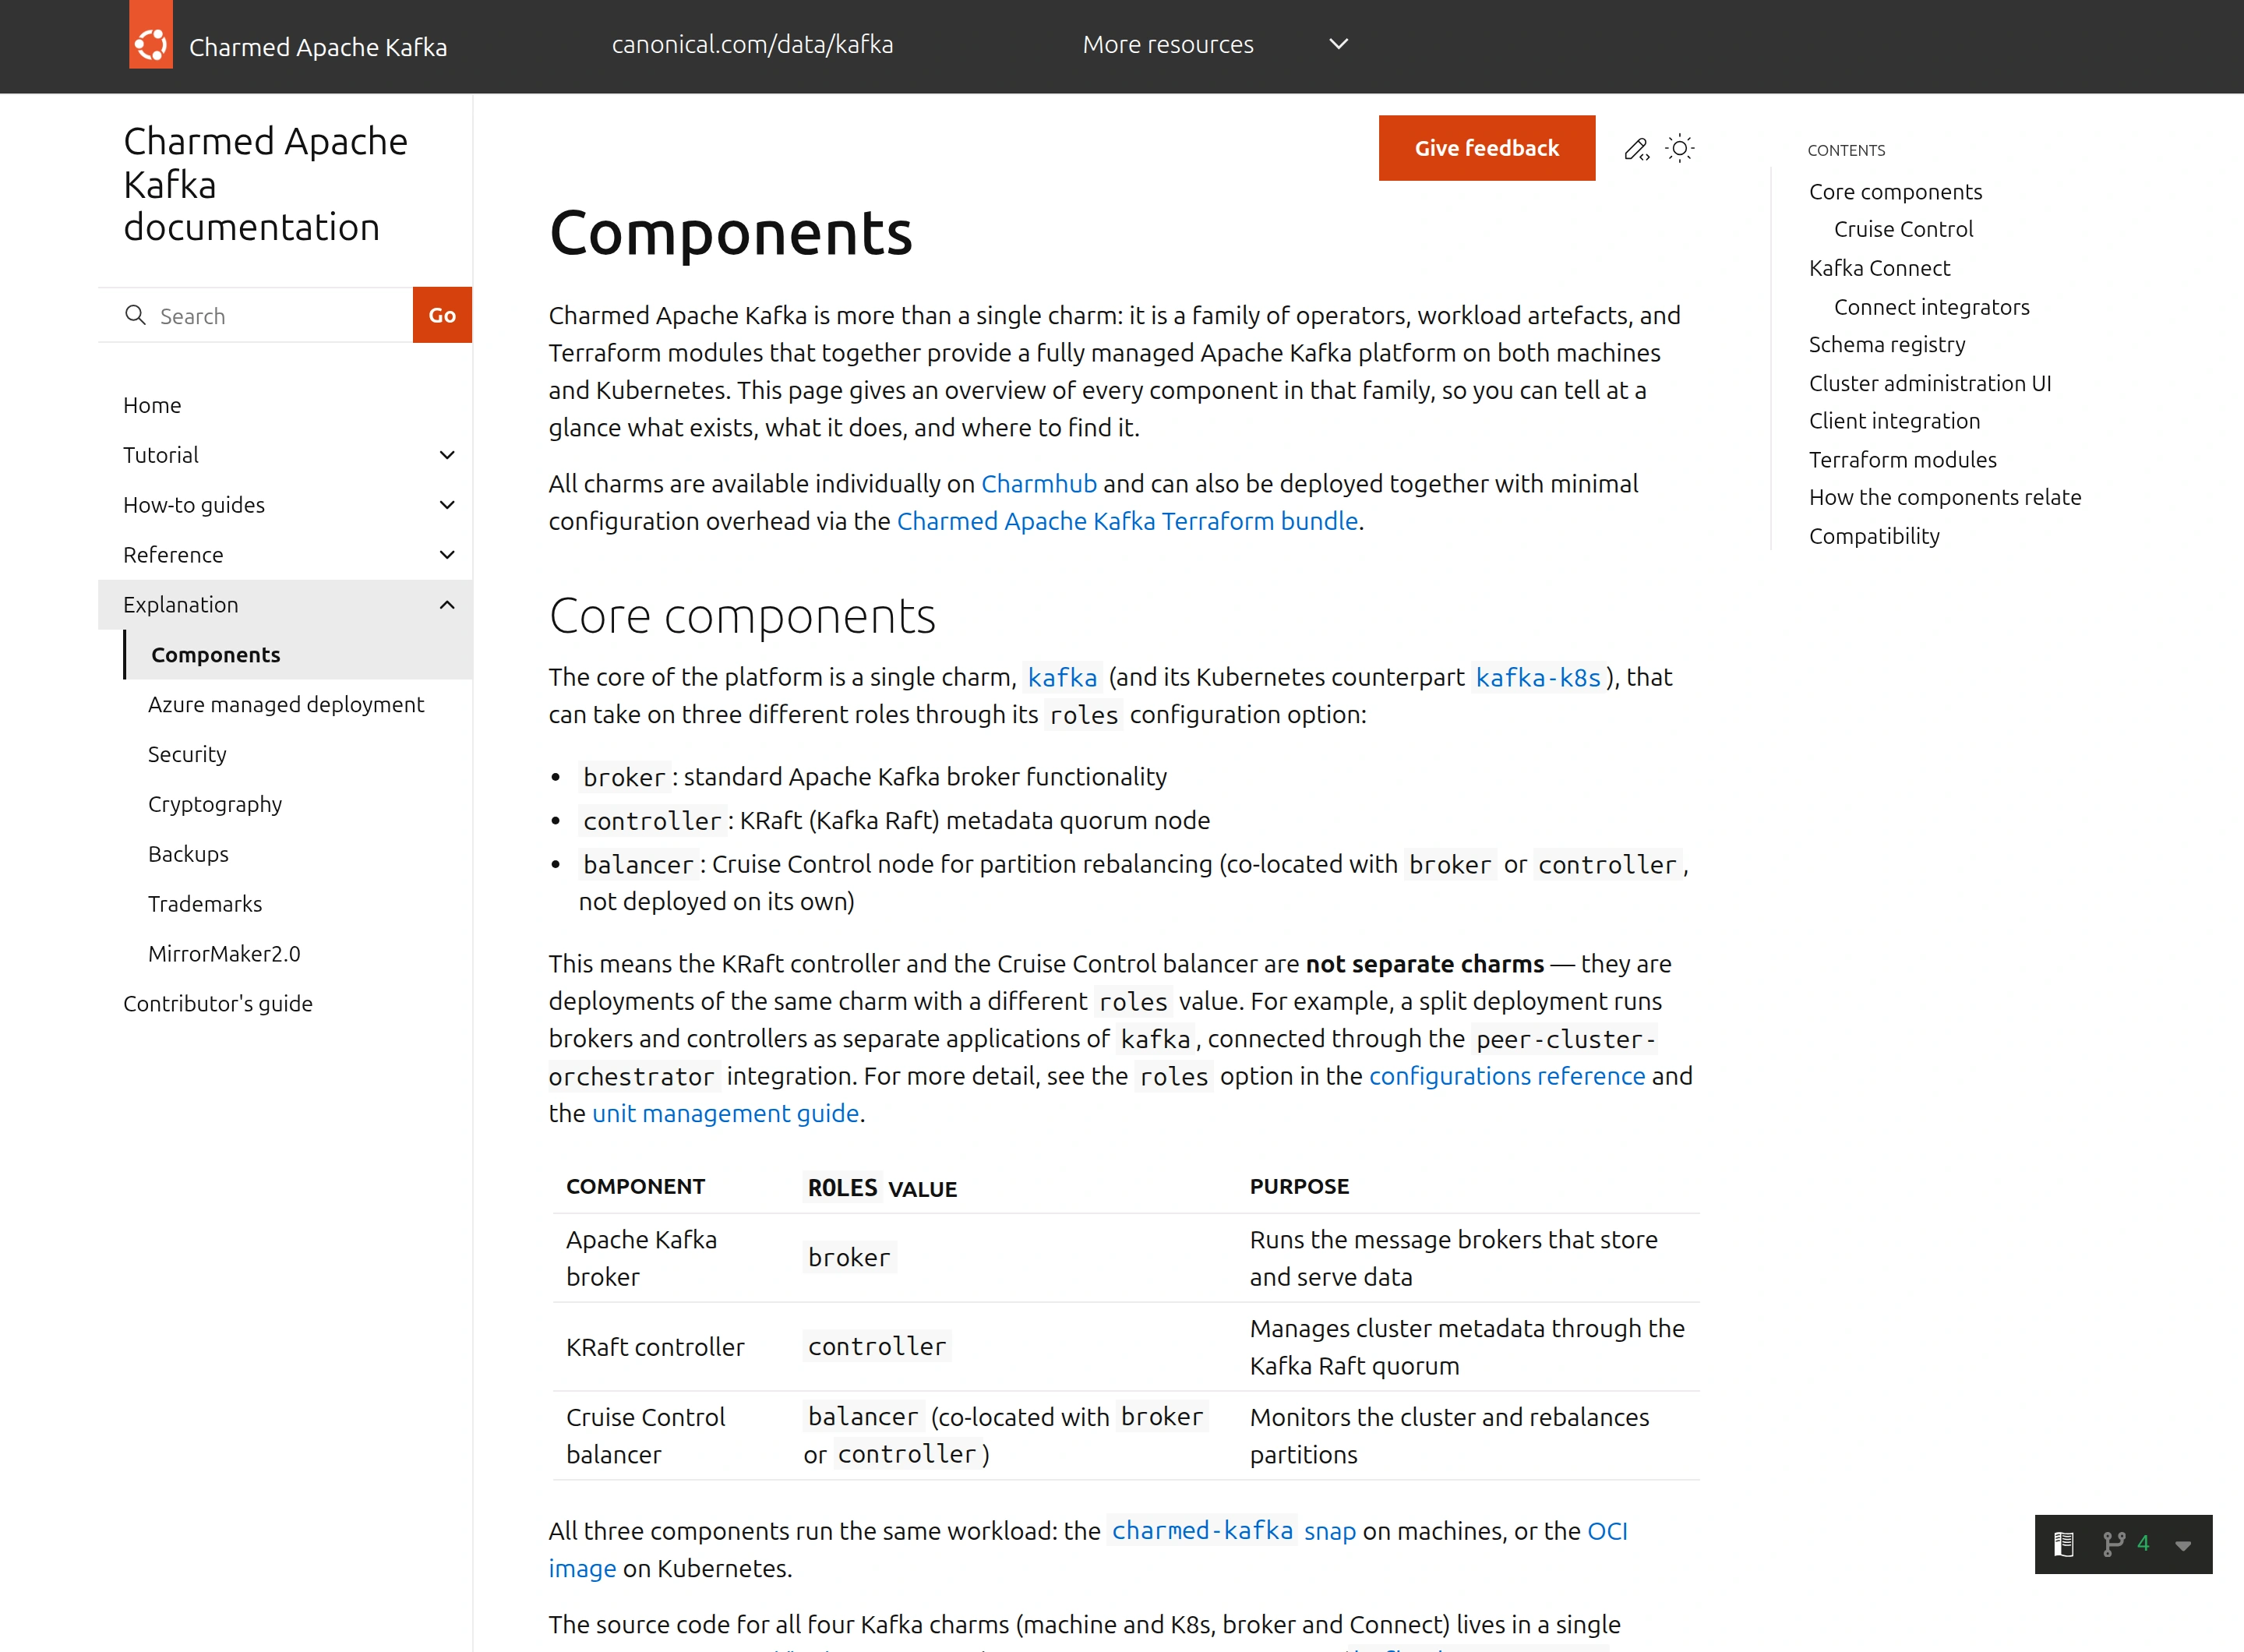 Charmed Apache Kafka
canonical.com/data/kafka
More resources
Charmed Apache
Kafka
documentation
Search
Go
Home
Tutorial
How-to guides
Reference
Explanation
Components
Azure managed deployment
Security
Cryptography
Backups
Trademarks
MirrorMaker2.0
Contributor's guide
Give feedback
Components
Charmed Apache Kafka is more than a single charm: it is a family of operators, workload artefacts, and
Terraform modules that together provide a fully managed Apache Kafka platform on both machines
and Kubernetes. This page gives an overview of every component in that family, so you can tell at a
glance what exists, what it does, and where to find it.
All charms are available individually on Charmhub and can also be deployed together with minimal
configuration overhead via the Charmed Apache Kafka Terraform bundle.
Core components
The core of the platform is a single charm, kafka (and its Kubernetes counterpart kafka-k8s), that
can take on three different roles through its roles configuration option:
• broker: standard Apache Kafka broker functionality
• controller: KRaft (Kafka Raft) metadata quorum node
• balancer: Cruise Control node for partition rebalancing (co-located with broker or controller,
not deployed on its own)
This means the KRaft controller and the Cruise Control balancer are not separate charms — they are
deployments of the same charm with a different roles value. For example, a split deployment runs
brokers and controllers as separate applications of kafka, connected through the peer-cluster-
orchestrator integration. For more detail, see the roles option in the configurations reference and
the unit management guide.
COMPONENT ROLES VALUE PURPOSE
Apache Kafka
broker
broker
Runs the message brokers that store
and serve data
KRaft controller
controller
Manages cluster metadata through the
Kafka Raft quorum
Cruise Control
balancer
balancer (co-located with broker
or controller)
Monitors the cluster and rebalances
partitions
All three components run the same workload: the charmed-kafka snap on machines, or the OCI
image on Kubernetes.
The source code for all four Kafka charms (machine and K8s, broker and Connect) lives in a single
CONTENTS
Core components
Cruise Control
Kafka Connect
Connect integrators
Schema registry
Cluster administration UI
Client integration
Terraform modules
How the components relate
Compatibility
4